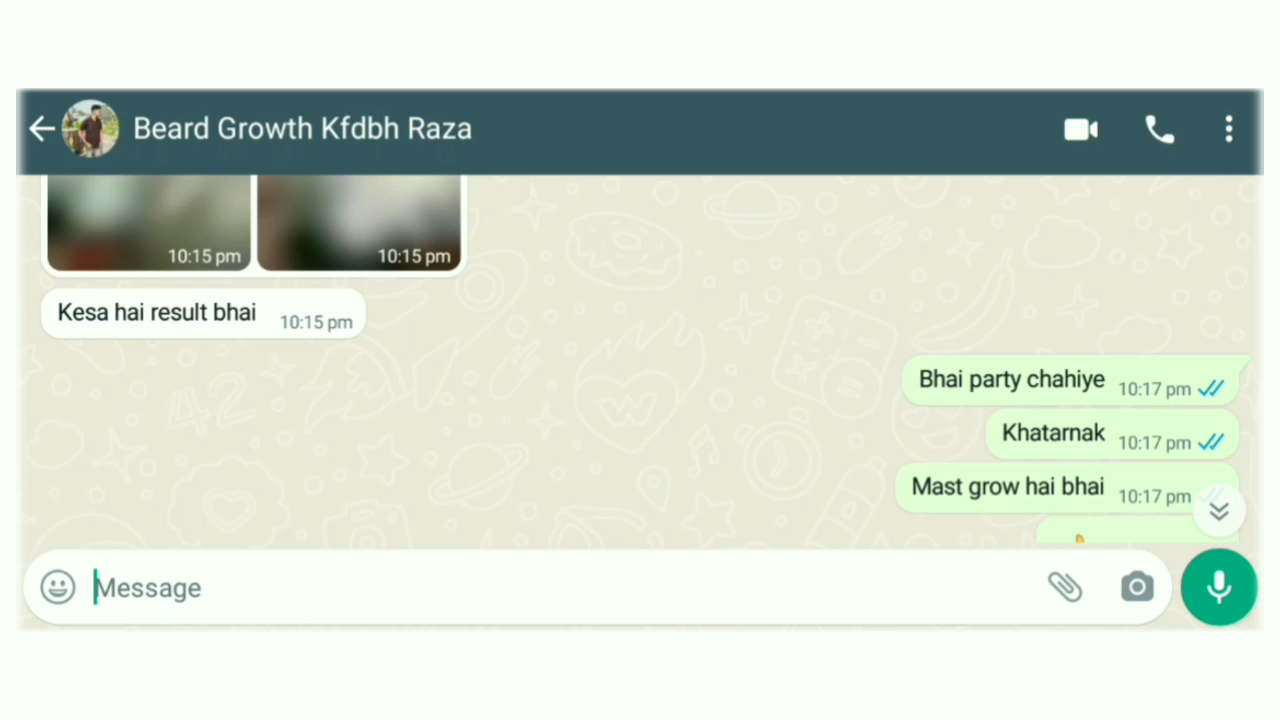 Beard Growth Kfdbh Raza
10:15 pm 10:15 pm
Kesa hai result bhai 10:15 pm
Bhai party chahiye 10:17 pm
Khatarnak 10:17 pm
Mast grow hai bhai 10:17 pm
Message